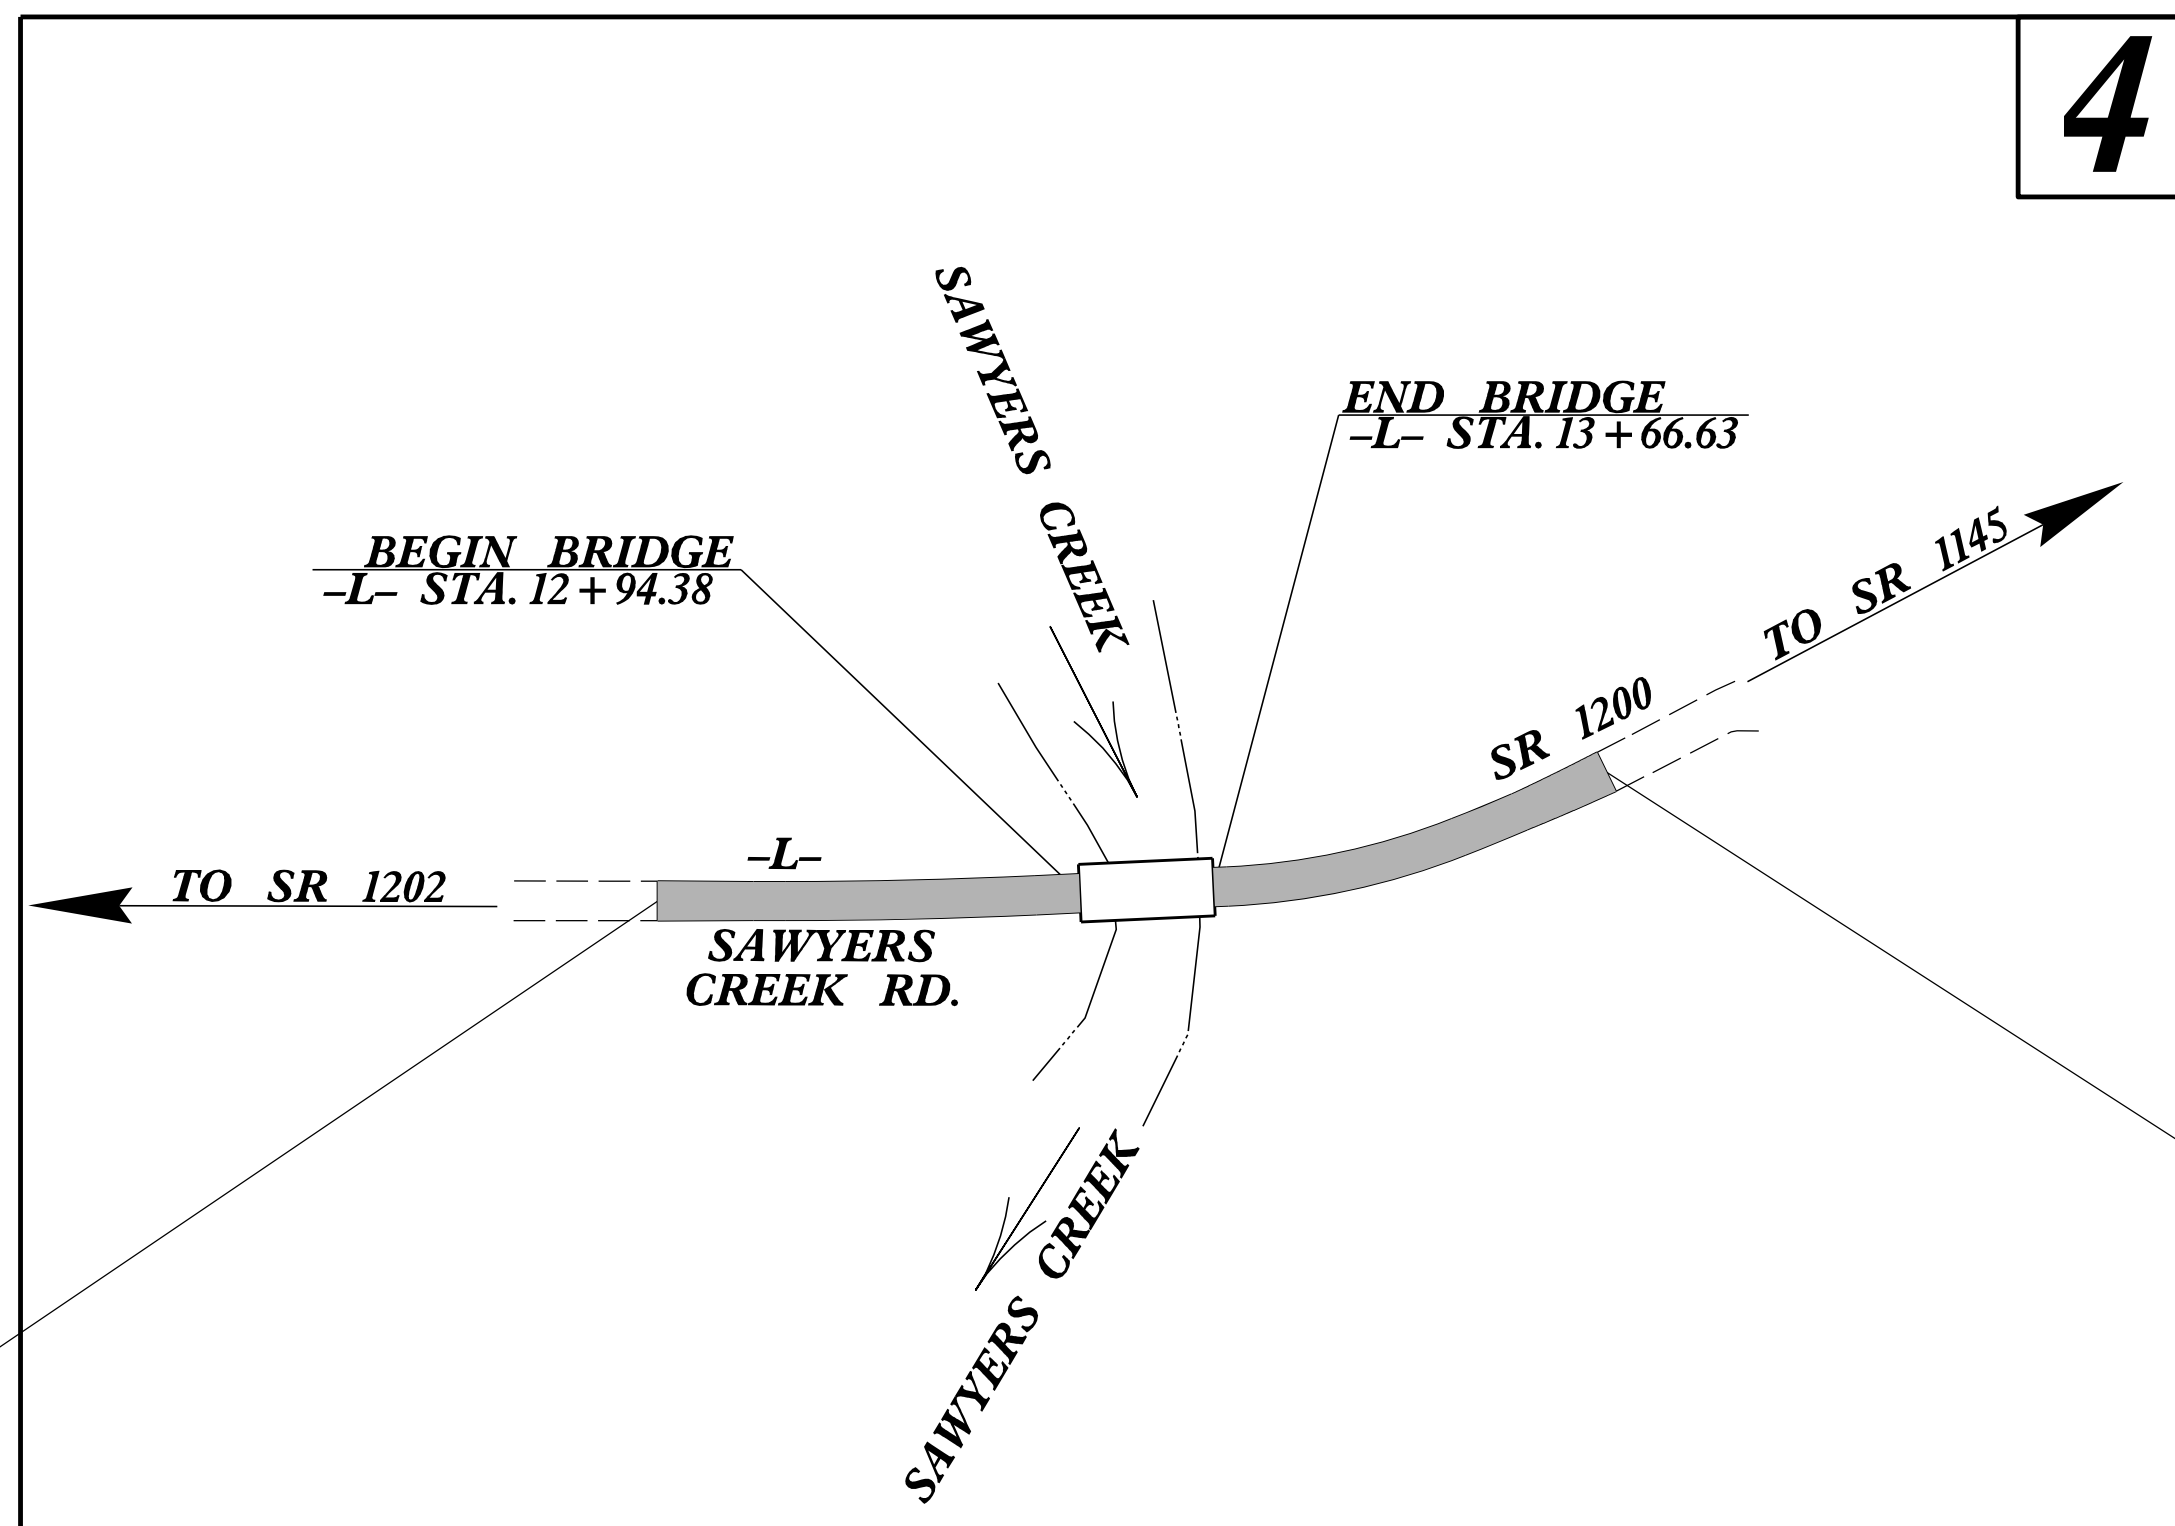 4
SAWYERS CREEK
END BRIDGE
–L– STA. 13+66.63
BEGIN BRIDGE
–L– STA. 12+94.38
TO SR 1145
SR 1200
–L–
TO SR 1202
SAWYERS
CREEK RD.
SAWYERS CREEK